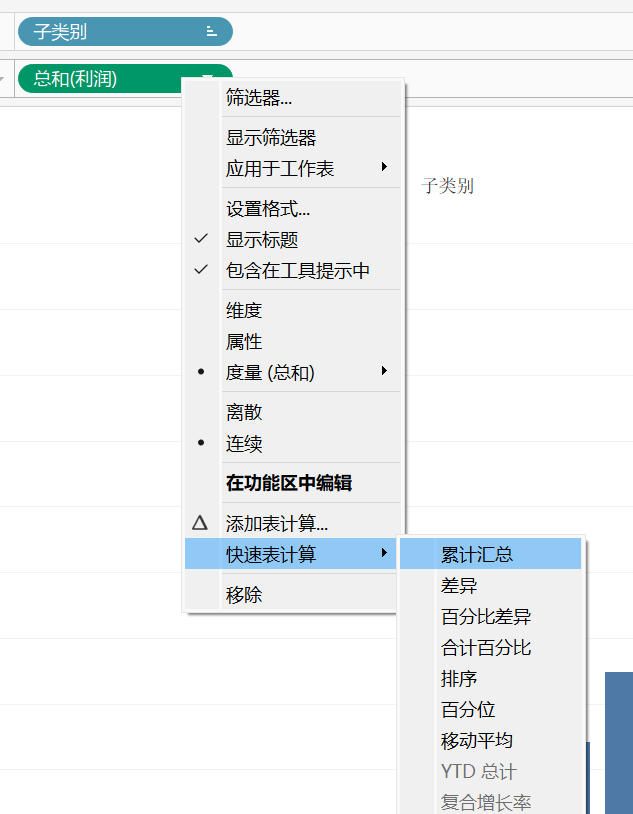 子类别
总和(利润)
筛选器...
显示筛选器
应用于工作表
子类别
设置格式...
显示标题
包含在工具提示中
维度
属性
度量 (总和)
离散
连续
在功能区中编辑
添加表计算...
快速表计算
累计汇总
差异
移除
百分比差异
合计百分比
排序
百分位
移动平均
YTD 总计
复合增长率